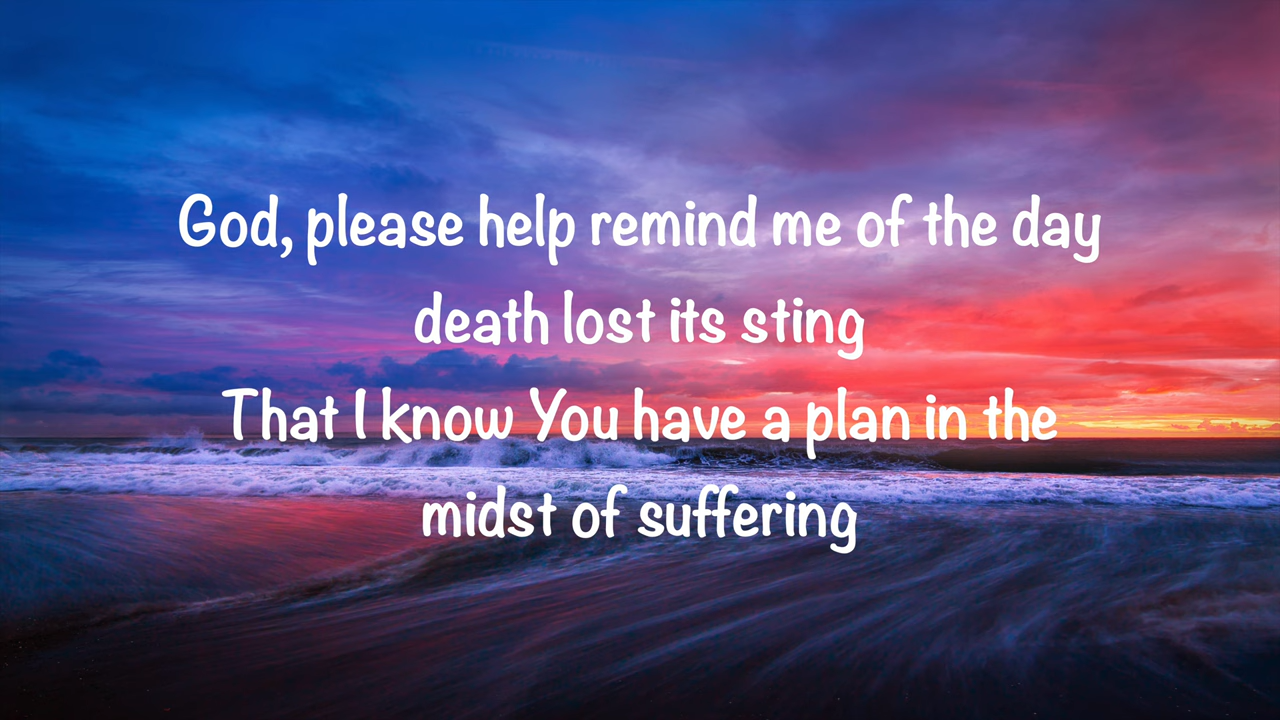 God, please help remind me of the day
death lost its sting
That I know You have a plan in the
midst of suffering